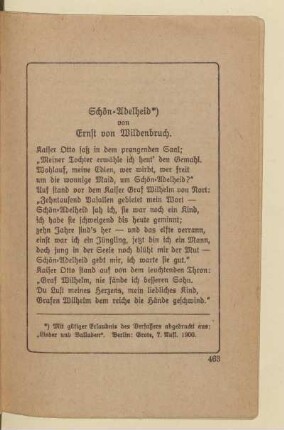 Schön-Adelheid*)
von
Ernst von Wildenbruch.
Kaiser Otto saß in dem prangenden Saal;
„Meiner Tochter erwähle ich heut' den Gemahl.
Wohlauf, meine Edlen, wer wirbt, wer freit
um die wonnige Maid, um Schön-Adelheid?“
Auf stand vor dem Kaiser Graf Wilhelm von Nort:
„Zehntausend Vasallen gebietet mein Wort —
Schön-Adelheid sah ich, sie war noch ein Kind,
ich habe sie schweigend bis heute geminnt;
zehn Jahre sind's her — und das elfte verrann,
einst war ich ein Jüngling, jetzt bin ich ein Mann,
doch jung in der Seele noch blüht mir der Mut —
Schön-Adelheid gebt mir, ich warte sie gut.“
Kaiser Otto stand auf von dem leuchtenden Thron:
„Graf Wilhelm, nie fände ich besseren Sohn.
Du Lust meines Herzens, mein liebliches Kind,
Grafen Wilhelm dem reiche die Hände geschwind.“
*) Mit gütiger Erlaubnis des Verfassers abgedruckt aus:
„Lieder und Balladen“. Berlin: Grote, 7. Aufl. 1900.
463